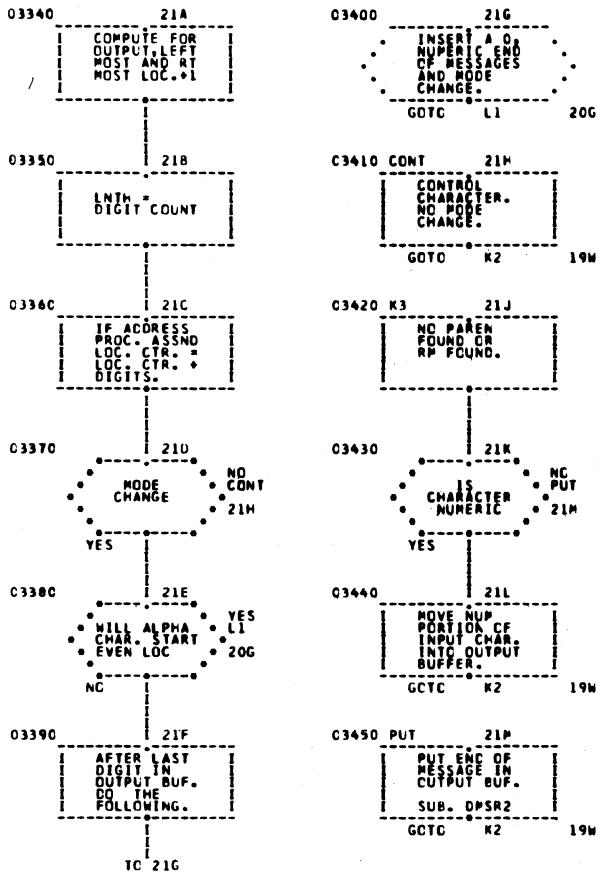 03340 21A
COMPUTE FOR
OUTPUT,LEFT
MOST AND RT
MOST LOC.+1
03350 21B
LNTH =
DIGIT COUNT
03360 21C
IF ADDRESS
PROC. ASSND
LOC. CTR. =
LOC. CTR. +
DIGITS.
03370 21D
MODE
CHANGE
NO
CONT
21H
YES
03380 21E
WILL ALPHA
CHAR. START
EVEN LOC
YES
L1
20G
NO
03390 21F
AFTER LAST
DIGIT IN
OUTPUT BUF.
DO THE
FOLLOWING.
TO 21G
03400 21G
INSERT A 0,
NUMERIC END
OF MESSAGES
AND MODE
CHANGE.
GOTO L1 20G
03410 CONT 21H
CONTROL
CHARACTER.
NO MODE
CHANGE.
GOTO K2 19W
03420 K3 21J
NO PAREN
FOUND OR
RM FOUND.
03430 21K
IS
CHARACTER
NUMERIC
NO
PUT
21M
YES
03440 21L
MOVE NUM
PORTION OF
INPUT CHAR.
INTO OUTPUT
BUFFER.
GOTO K2 19W
03450 PUT 21M
PUT END OF
MESSAGE IN
OUTPUT BUF.
SUB. DMSR2
GOTO K2 19W